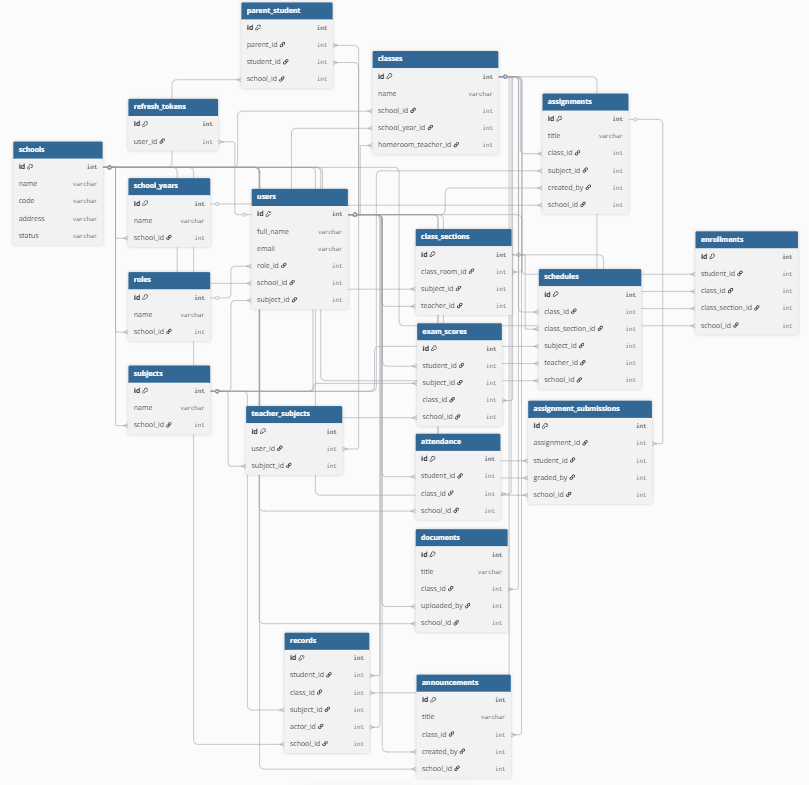 parent_student
id int
parent_id int
student_id int
school_id int
classes
id int
name varchar
school_id int
school_year_id int
homeroom_teacher_id int
assignments
id int
title varchar
class_id int
subject_id int
created_by int
school_id int
refresh_tokens
id int
user_id int
schools
id int
name varchar
code varchar
address varchar
status varchar
school_years
id int
name varchar
school_id int
users
id int
full_name varchar
email varchar
role_id int
school_id int
subject_id int
class_sections
id int
class_room_id int
subject_id int
teacher_id int
enrollments
id int
student_id int
class_id int
class_section_id int
school_id int
roles
id int
name varchar
school_id int
schedules
id int
class_id int
class_section_id int
subject_id int
teacher_id int
school_id int
exam_scores
id int
student_id int
subject_id int
class_id int
school_id int
subjects
id int
name varchar
school_id int
teacher_subjects
id int
user_id int
subject_id int
assignment_submissions
id int
assignment_id int
student_id int
graded_by int
school_id int
attendance
id int
student_id int
class_id int
school_id int
documents
id int
title varchar
class_id int
uploaded_by int
school_id int
records
id int
student_id int
class_id int
subject_id int
actor_id int
school_id int
announcements
id int
title varchar
class_id int
created_by int
school_id int